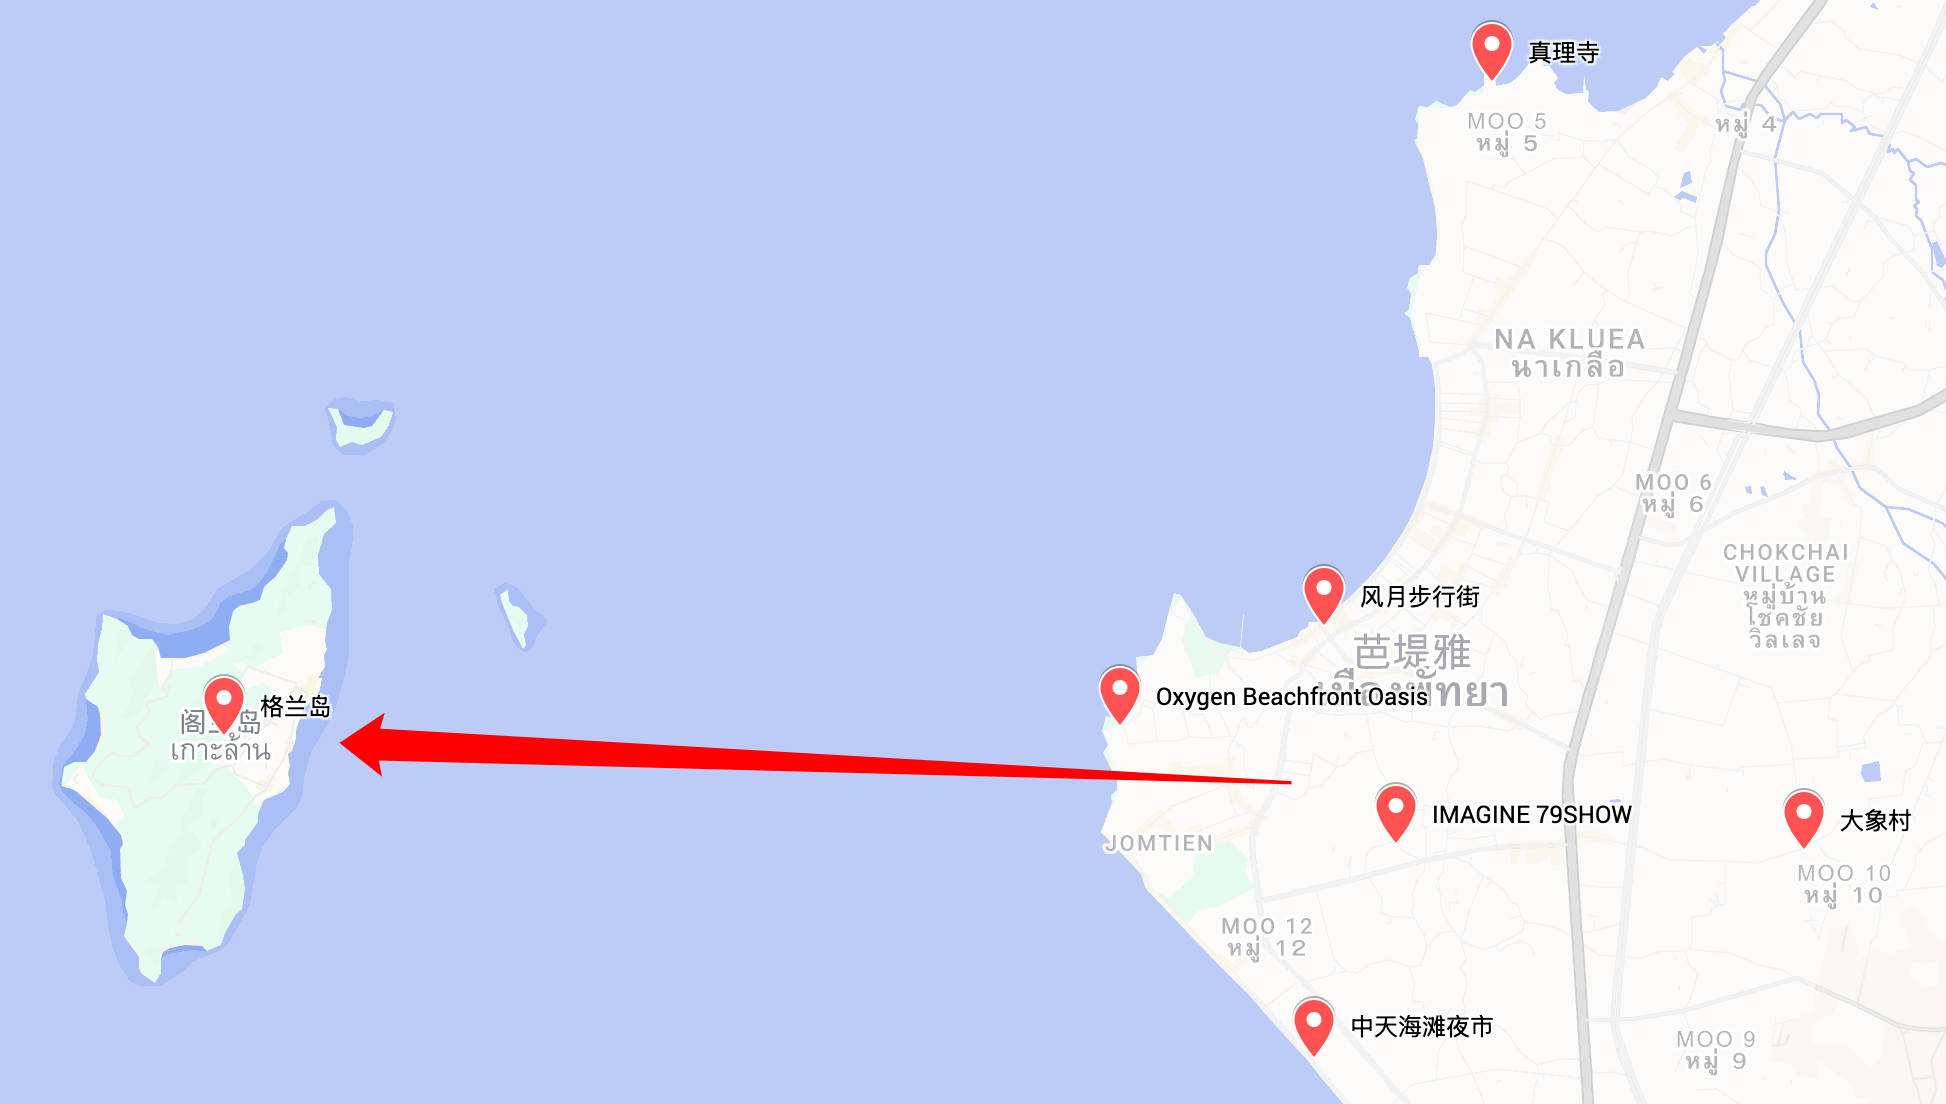 真理寺
MOO 5
หมู่ 5
หมู่ 4
NA KLUEA
นาเกลือ
MOO 6
หมู่ 6
CHOKCHAI
VILLAGE
หมู่บ้าน
โชคชัย
วิลเลจ
风月步行街
芭堤雅
เมืองพัทยา
Oxygen Beachfront Oasis
格兰岛
阁兰岛
เกาะล้าน
IMAGINE 79SHOW
大象村
JOMTIEN
MOO 10
หมู่ 10
MOO 12
หมู่ 12
中天海滩夜市
MOO 9
หมู่ 9